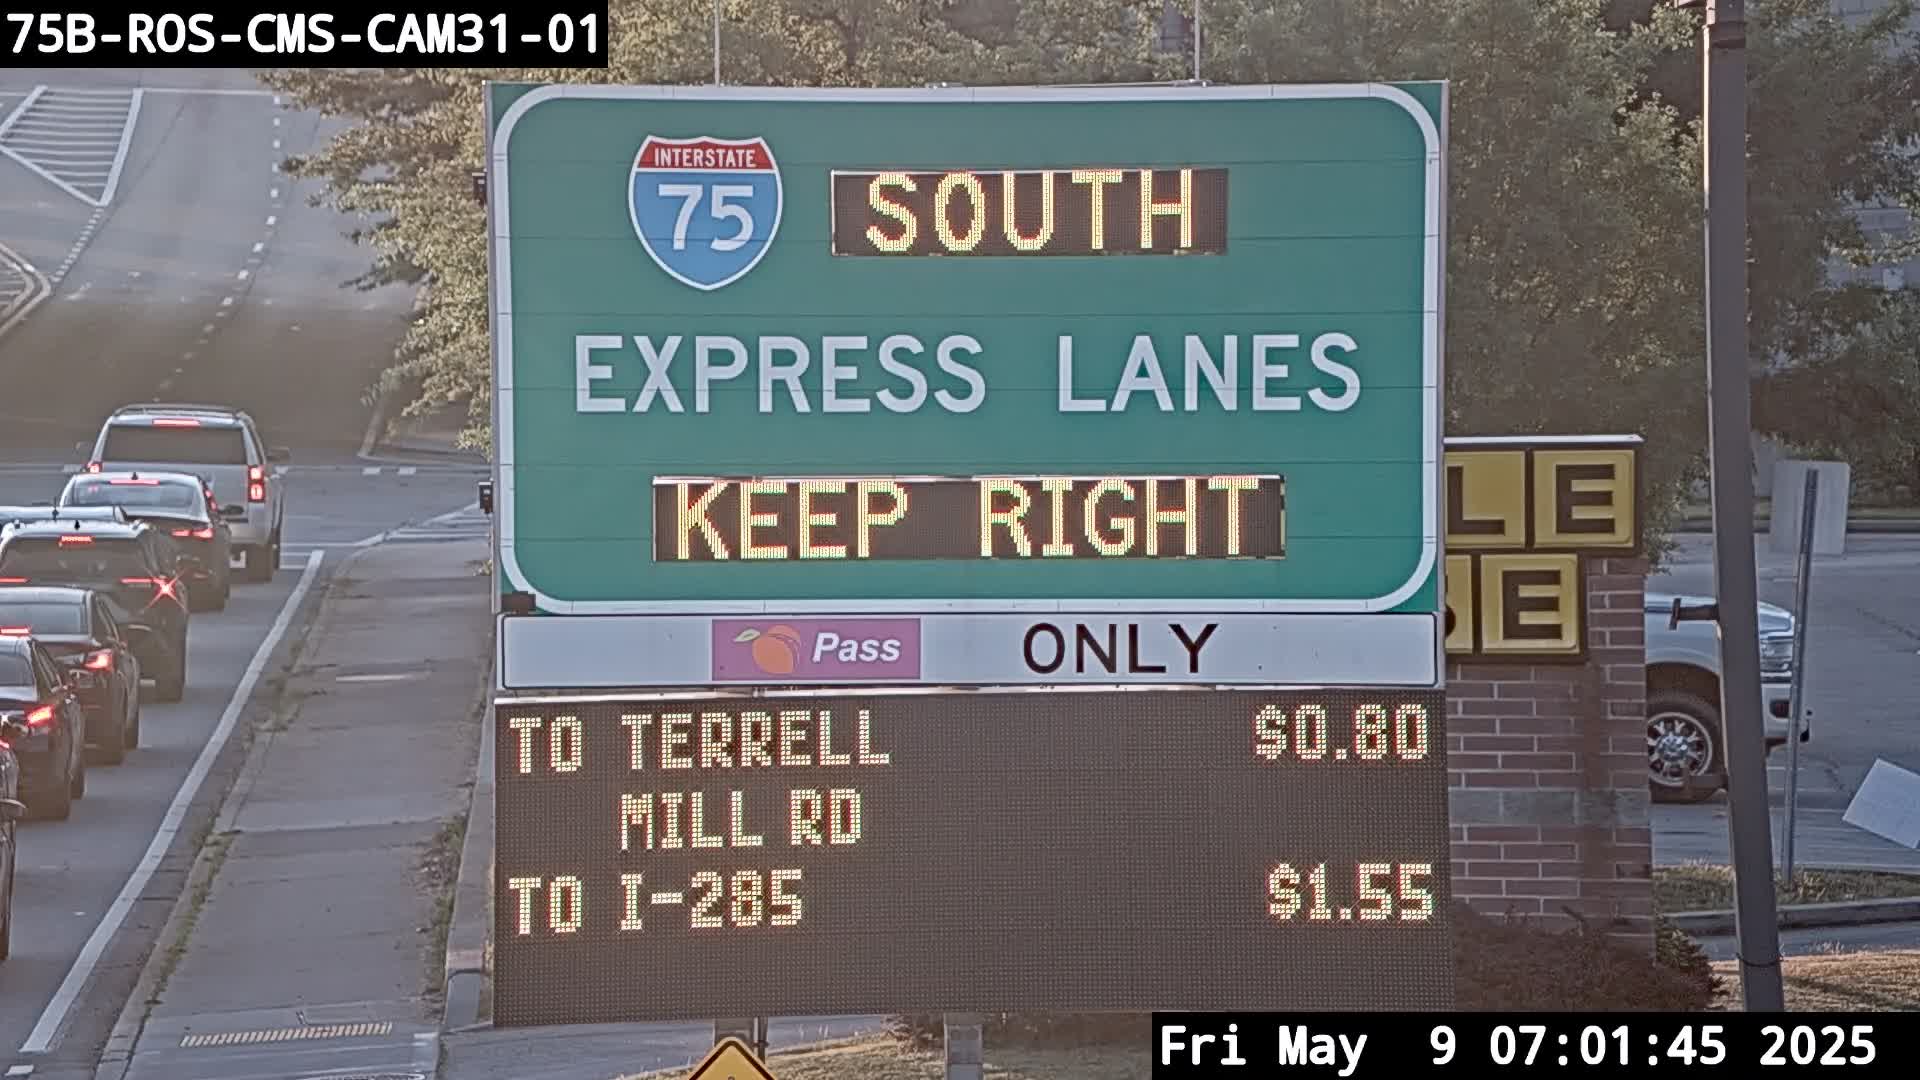 75B-ROS-CMS-CAM31-01
INTERSTATE
75
SOUTH
EXPRESS LANES
KEEP RIGHT
Pass ONLY
TO TERRELL $0.80
MILL RD
TO I-285 $1.55
LE
E
Fri May 9 07:01:45 2025